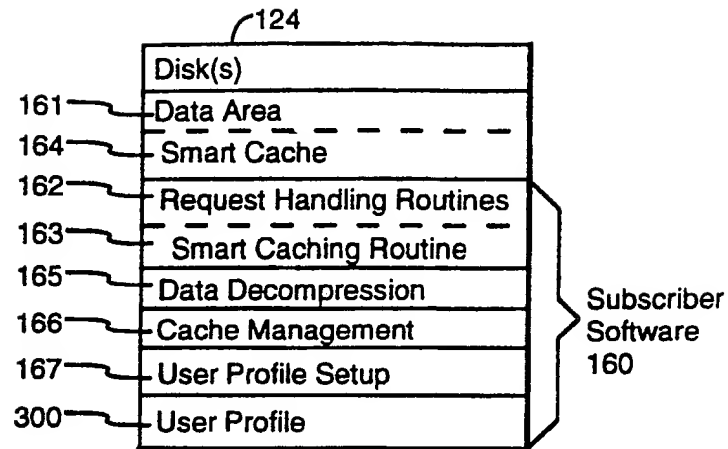 124
Disk(s)
161 Data Area
164 Smart Cache
162 Request Handling Routines
163 Smart Caching Routine
165 Data Decompression
166 Cache Management
167 User Profile Setup
300 User Profile
Subscriber
Software
160